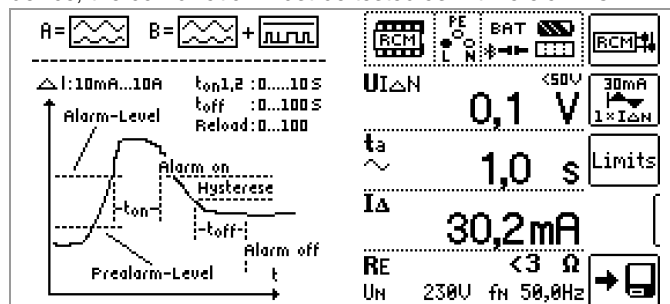 A= B= +
△I:10mA...10A
ton1,2 :0....10 S
toff :0...100 S
Reload:0...100
Alarm-Level
Alarm on
Hysterese
-ton-
-toff-
Alarm off
Prealarm-Level
t
RCM
PE
L N
BAT
RCM
UI△N
<50V
0,1 V
30mA
1×I△N
ta
1,0 s
Limits
I△
30,2mA
RE <3 Ω
UN 230V fN 50,0Hz